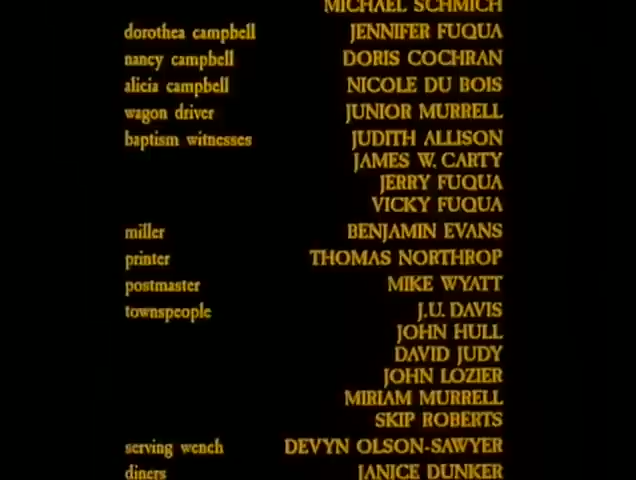 MICHAEL SCHMICH
dorothea campbell JENNIFER FUQUA
nancy campbell DORIS COCHRAN
alicia campbell NICOLE DU BOIS
wagon driver JUNIOR MURRELL
baptism witnesses JUDITH ALLISON
JAMES W. CARTY
JERRY FUQUA
VICKY FUQUA
miller BENJAMIN EVANS
printer THOMAS NORTHROP
postmaster MIKE WYATT
townspeople J.U. DAVIS
JOHN HULL
DAVID JUDY
JOHN LOZIER
MIRIAM MURRELL
SKIP ROBERTS
serving wench DEVYN OLSON-SAWYER
diners JANICE DUNKER